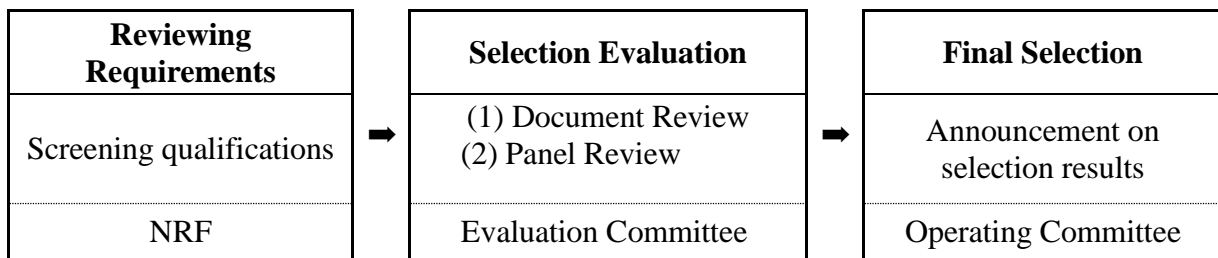 Reviewing
Requirements
Screening qualifications
NRF
➡
Selection Evaluation
(1) Document Review
(2) Panel Review
Evaluation Committee
➡
Final Selection
Announcement on
selection results
Operating Committee